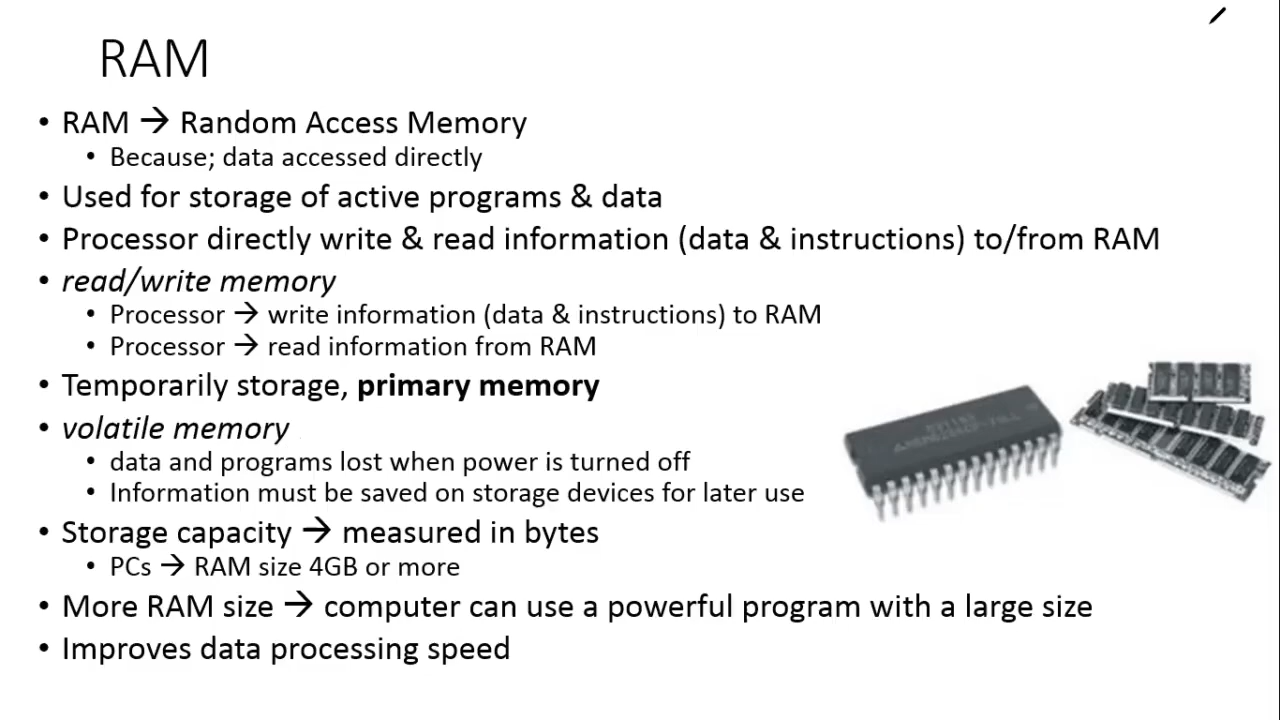 RAM
• RAM → Random Access Memory
• Because; data accessed directly
• Used for storage of active programs & data
• Processor directly write & read information (data & instructions) to/from RAM
• read/write memory
• Processor → write information (data & instructions) to RAM
• Processor → read information from RAM
• Temporarily storage, primary memory
• volatile memory
• data and programs lost when power is turned off
• Information must be saved on storage devices for later use
• Storage capacity → measured in bytes
• PCs → RAM size 4GB or more
• More RAM size → computer can use a powerful program with a large size
• Improves data processing speed